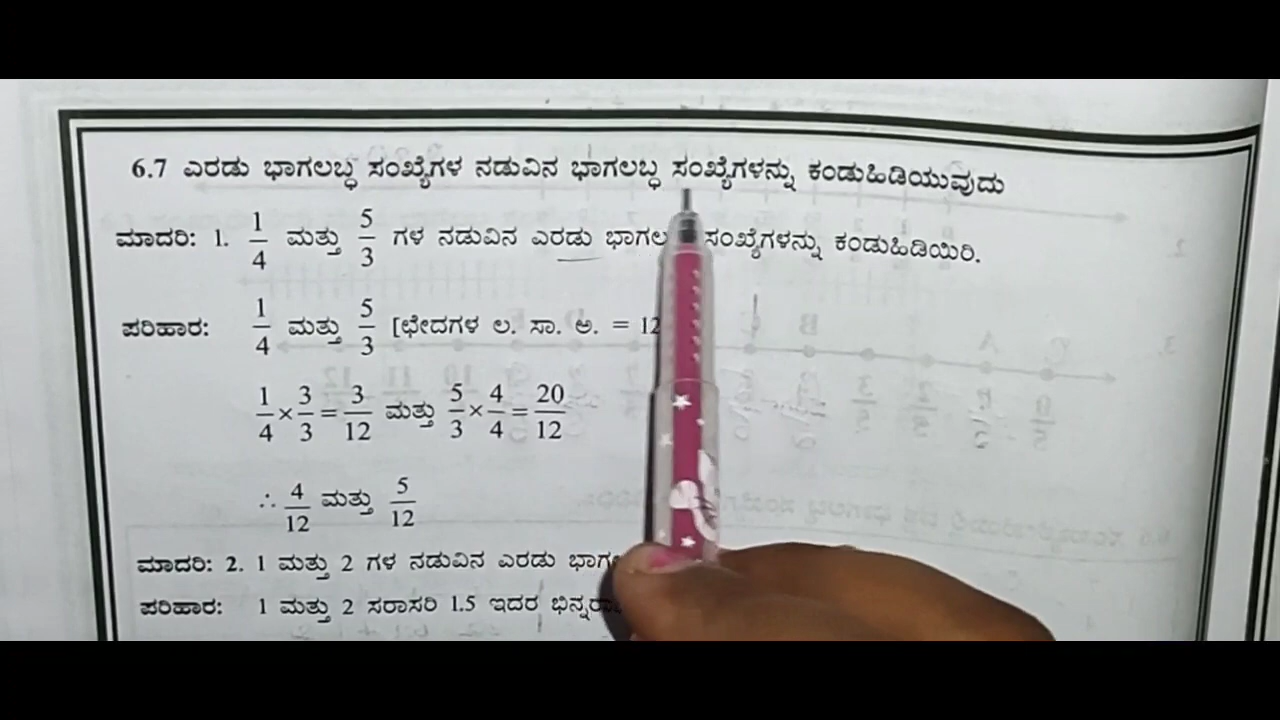 6.7 ಎರಡು ಭಾಗಲಬ್ಧ ಸಂಖ್ಯೆಗಳ ನಡುವಿನ ಭಾಗಲಬ್ಧ ಸಂಖ್ಯೆಗಳನ್ನು ಕಂಡುಹಿಡಿಯುವುದು
ಮಾದರಿ: 1. 1/4 ಮತ್ತು 5/3 ಗಳ ನಡುವಿನ ಎರಡು ಸಂಖ್ಯೆಗಳನ್ನು ಕಂಡುಹಿಡಿಯಿರಿ.
ಪರಿಹಾರ: 1/4 ಮತ್ತು 5/3 [ಛೇದಗಳ ಲ. ಸಾ. ಅ. = 12
1/4 × 3/3 = 3/12 ಮತ್ತು 5/3 × 4/4 = 20/12
∴ 4/12 ಮತ್ತು 5/12
ಮಾದರಿ: 2. 1 ಮತ್ತು 2 ಗಳ ನಡುವಿನ ಎರಡು
ಪರಿಹಾರ: 1 ಮತ್ತು 2 ಸರಾಸರಿ 1.5 ಇದರ